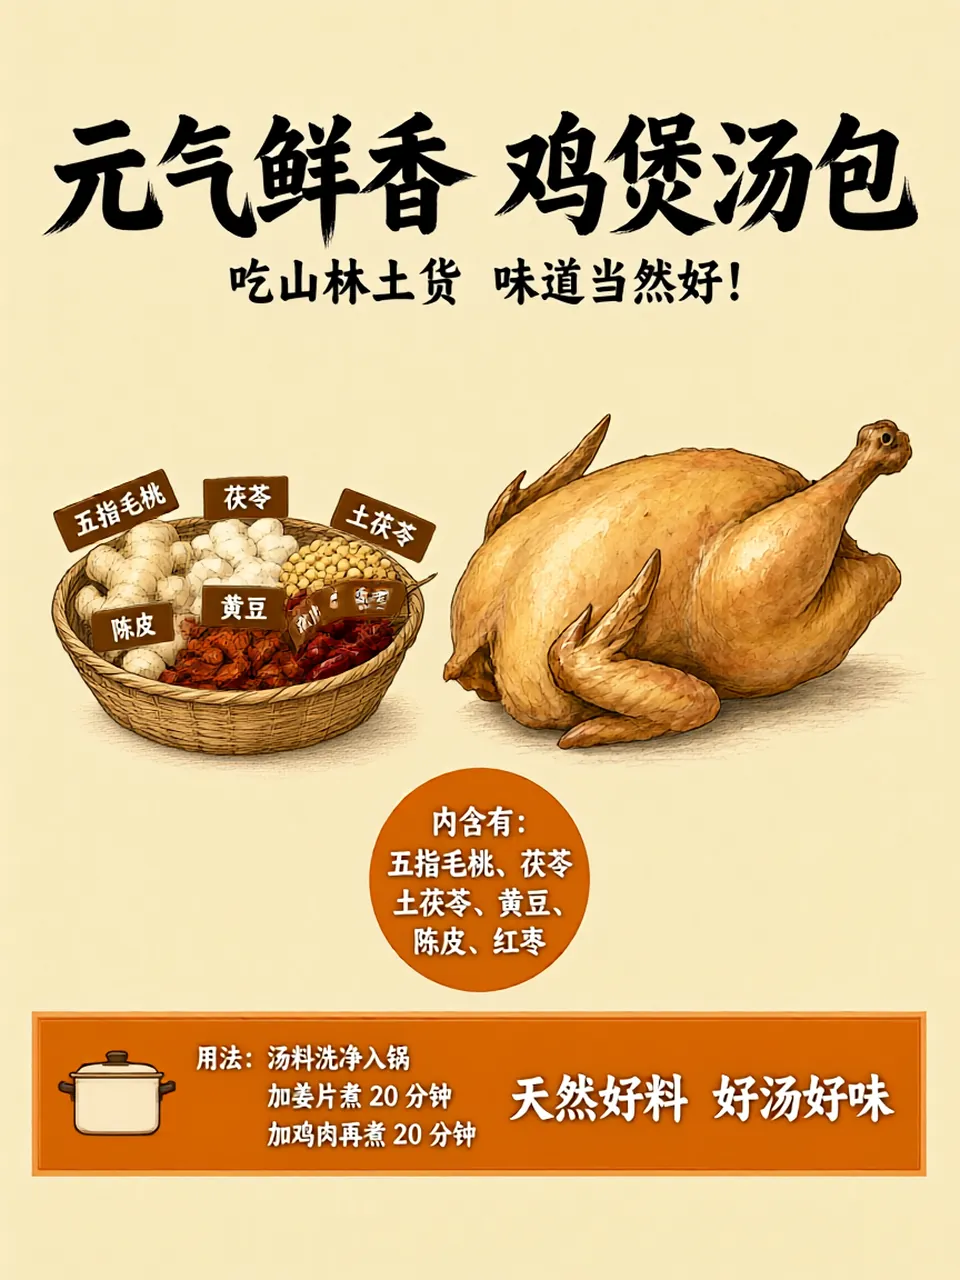 元气鲜香 鸡煲汤包
吃山林土货 味道当然好！
五指毛桃
茯苓
土茯苓
陈皮
黄豆
内含有：
五指毛桃、茯苓
土茯苓、黄豆、
陈皮、红枣
用法：汤料洗净入锅
加姜片煮 20 分钟
加鸡肉再煮 20 分钟
天然好料 好汤好味